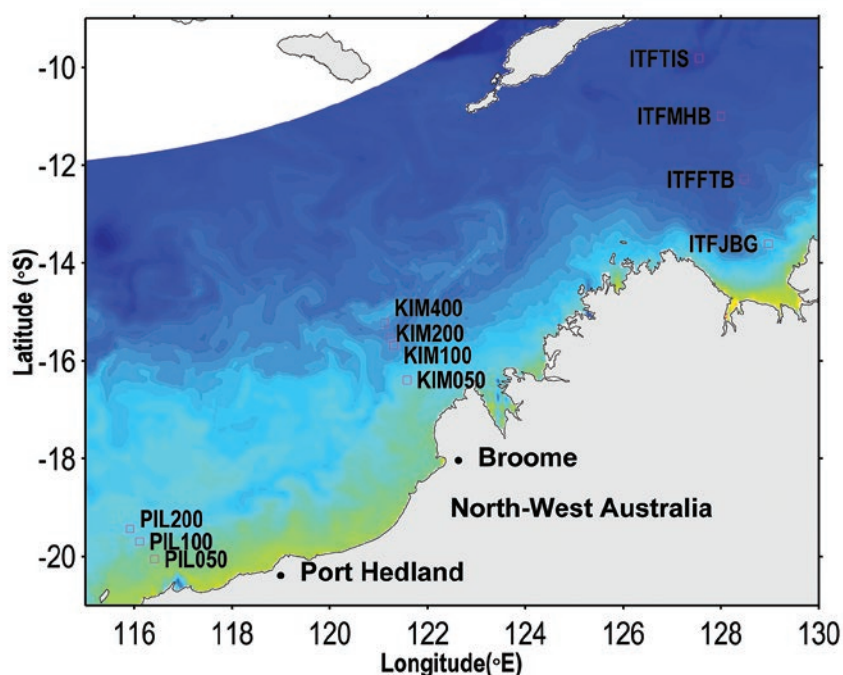 -10
-12
-14
-16
-18
-20
Latitude (°S)
ITFTIS
ITFMHB
ITFFTB
ITFJBG
KIM400
KIM200
KIM100
KIM050
Broome
North-West Australia
PIL200
PIL100
PIL050
Port Hedland
116 118 120 122 124 126 128 130
Longitude(°E)